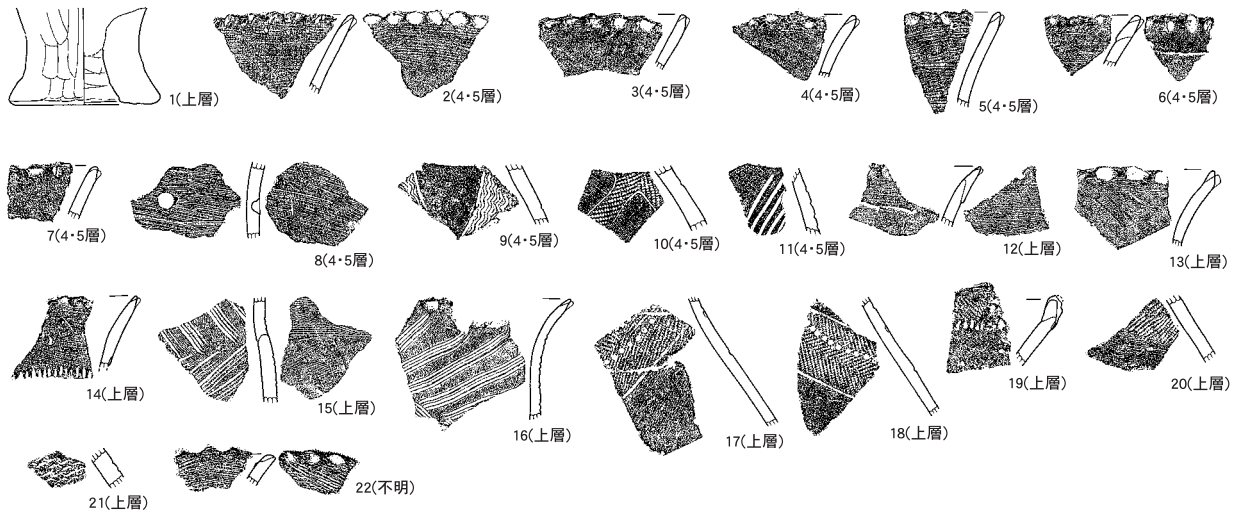 1(上層)
2(4・5層)
3(4・5層)
4(4・5層)
5(4・5層)
6(4・5層)
7(4・5層)
8(4・5層)
9(4・5層)
10(4・5層)
11(4・5層)
12(上層)
13(上層)
14(上層)
15(上層)
16(上層)
17(上層)
18(上層)
19(上層)
20(上層)
21(上層)
22(不明)